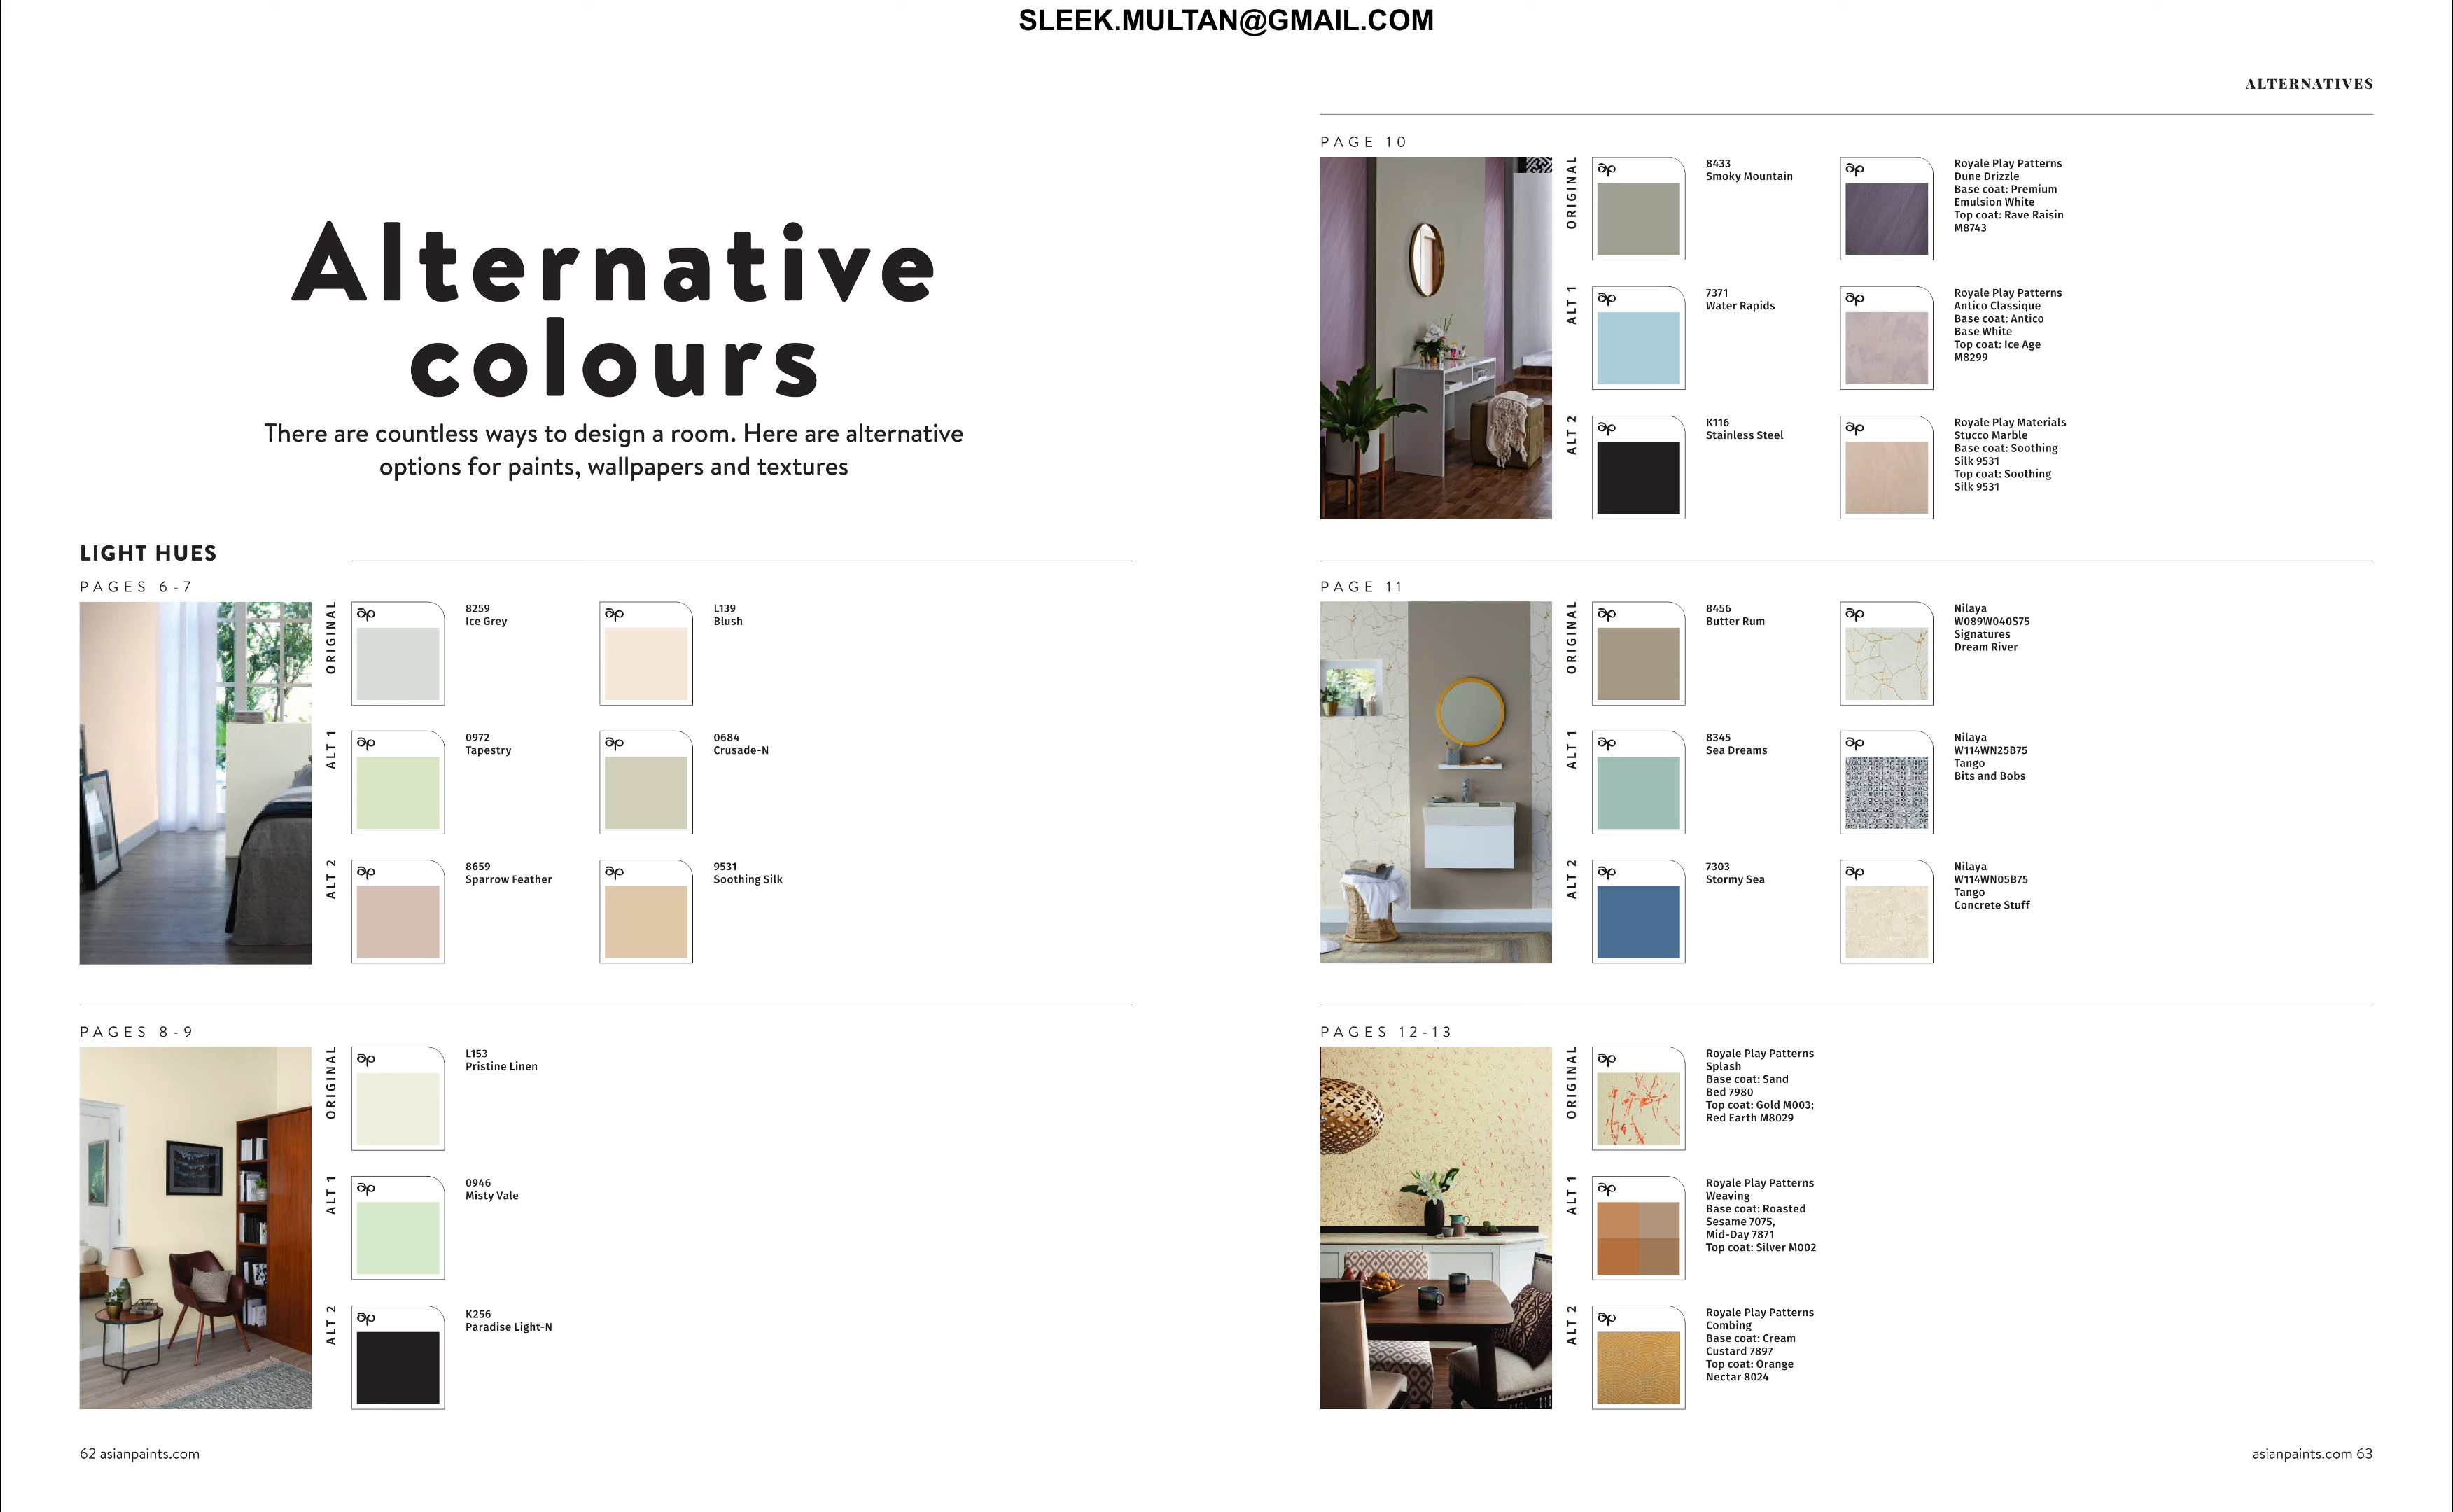 SLEEK.MULTAN@GMAIL.COM
Alternative
colours
There are countless ways to design a room. Here are alternative
options for paints, wallpapers and textures
LIGHT HUES
PAGES 6-7
ORIGINAL
8259
Ice Grey
L139
Blush
ALT 1
0972
Tapestry
0684
Crusade-N
ALT 2
8659
Sparrow Feather
9531
Soothing Silk
PAGES 8-9
ORIGINAL
L153
Pristine Linen
ALT 1
0946
Misty Vale
ALT 2
K256
Paradise Light-N
62 asianpaints.com
ALTERNATIVES
PAGE 10
ORIGINAL
8433
Smoky Mountain
Royale Play Patterns
Dune Drizzle
Base coat: Premium
Emulsion White
Top coat: Rave Raisin
M8743
ALT 1
7371
Water Rapids
Royale Play Patterns
Antico Classique
Base coat: Antico
Base White
Top coat: Ice Age
M8299
ALT 2
K116
Stainless Steel
Royale Play Materials
Stucco Marble
Base coat: Soothing
Silk 9531
Top coat: Soothing
Silk 9531
PAGE 11
ORIGINAL
8456
Butter Rum
Nilaya
W089W040S75
Signatures
Dream River
ALT 1
8345
Sea Dreams
Nilaya
W114WN25B75
Tango
Bits and Bobs
ALT 2
7303
Stormy Sea
Nilaya
W114WN05B75
Tango
Concrete Stuff
PAGES 12-13
ORIGINAL
Royale Play Patterns
Splash
Base coat: Sand
Bed 7980
Top coat: Gold M003;
Red Earth M8029
ALT 1
Royale Play Patterns
Weaving
Base coat: Roasted
Sesame 7075,
Mid-Day 7871
Top coat: Silver M002
ALT 2
Royale Play Patterns
Combing
Base coat: Cream
Custard 7897
Top coat: Orange
Nectar 8024
asianpaints.com 63